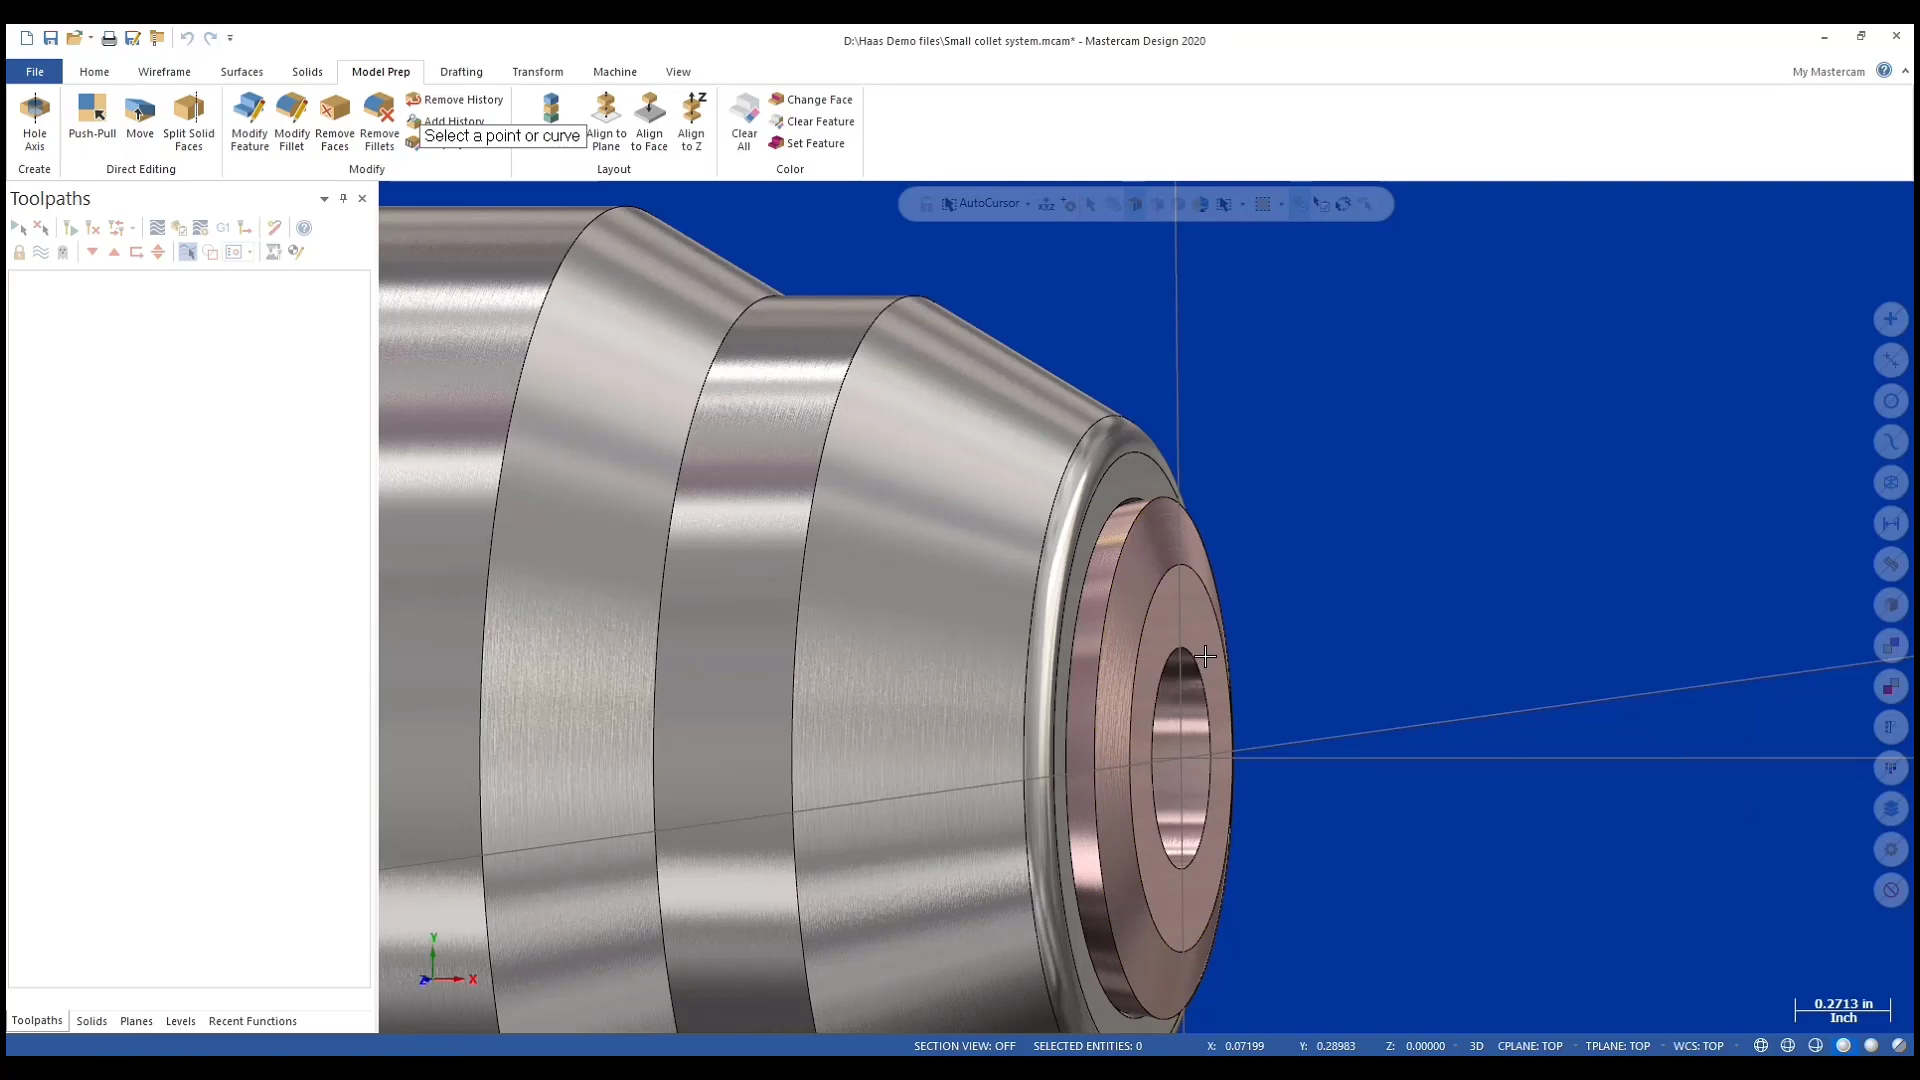 D:\Haas Demo files\Small collet system.mcam* - Mastercam Design 2020
File
Home
Wireframe
Surfaces
Solids
Model Prep
Drafting
Transform
Machine
View
My Mastercam
Hole
Axis
Push-Pull
Move
Split Solid
Faces
Modify
Feature
Modify
Fillet
Remove
Faces
Remove
Fillets
Remove History
Add History
Select a point or curve
Align to
Plane
Align
to Face
Align
to Z
Clear
All
Change Face
Clear Feature
Set Feature
Create
Direct Editing
Modify
Layout
Color
Toolpaths
AutoCursor
G1
Y
Z
X
0.2713 in
Inch
Toolpaths
Solids
Planes
Levels
Recent Functions
SECTION VIEW: OFF
SELECTED ENTITIES: 0
X: 0.07199
Y: 0.28983
Z: 0.00000
3D
CPLANE: TOP
TPLANE: TOP
WCS: TOP